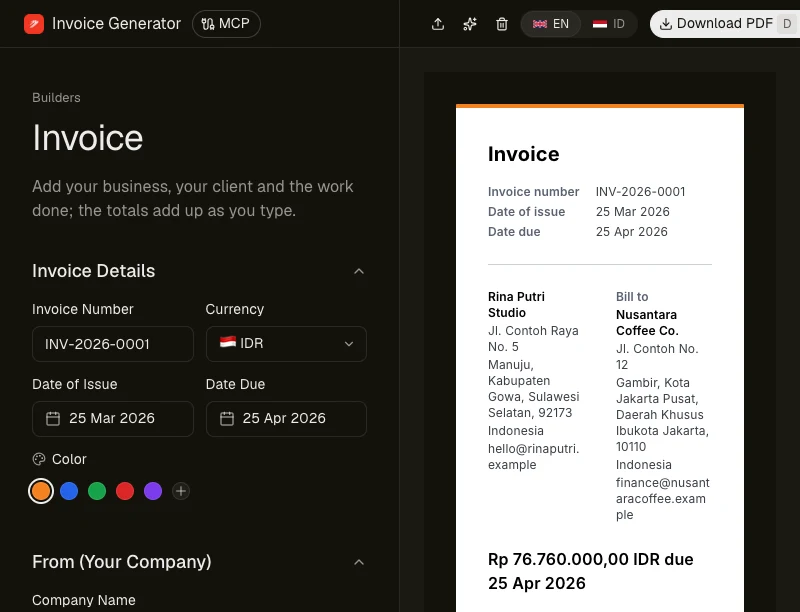 Invoice Generator
MCP
EN
ID
Download PDF D
Builders
Invoice
Add your business, your client and the work
done; the totals add up as you type.
Invoice Details
Invoice Number
Currency
INV-2026-0001
IDR
Date of Issue
Date Due
25 Mar 2026
25 Apr 2026
Color
From (Your Company)
Company Name
Invoice
Invoice number INV-2026-0001
Date of issue 25 Mar 2026
Date due 25 Apr 2026
Rina Putri
Studio
Jl. Contoh Raya
No. 5
Manuju,
Kabupaten
Gowa, Sulawesi
Selatan, 92173
Indonesia
hello@rinaputri.
example
Bill to
Nusantara
Coffee Co.
Jl. Contoh No.
12
Gambir, Kota
Jakarta Pusat,
Daerah Khusus
Ibukota Jakarta,
10110
Indonesia
finance@nusant
aracoffee.exam
ple
Rp 76.760.000,00 IDR due
25 Apr 2026